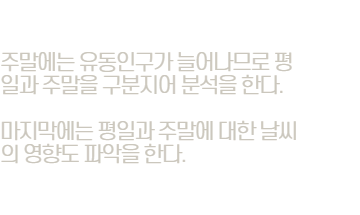 주말에는 유동인구가 늘어나므로 평
일과 주말을 구분지어 분석을 한다.
마지막에는 평일과 주말에 대한 날씨
의 영향도 파악을 한다.